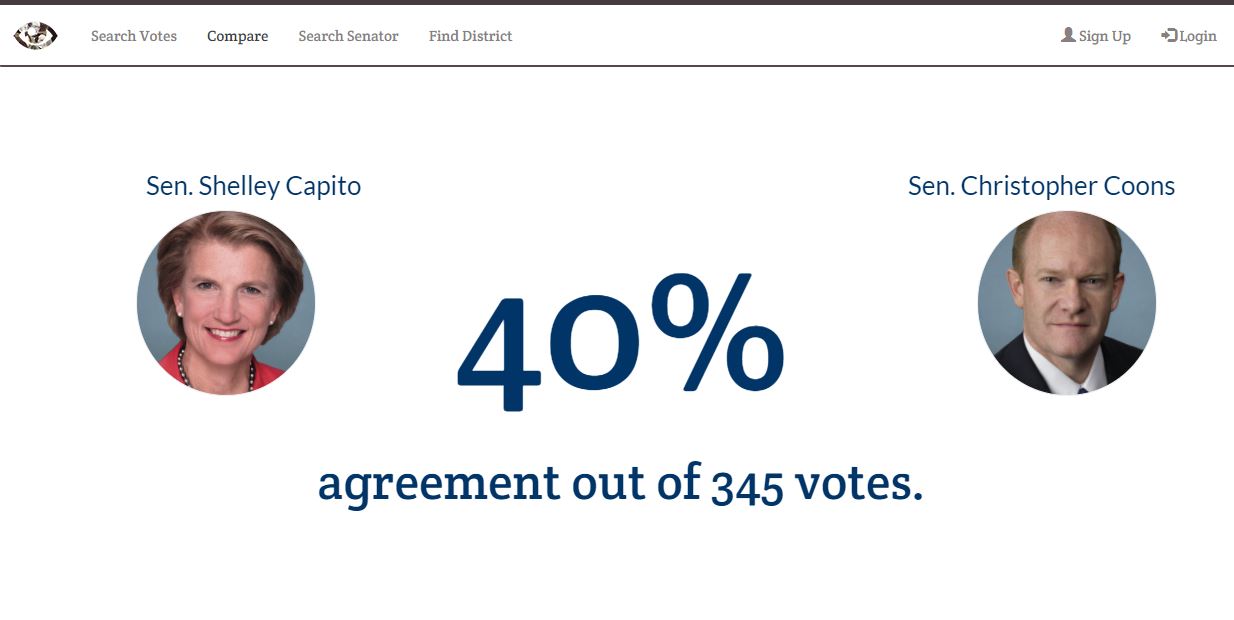 Search Votes Compare Search Senator Find District Sign Up Login
Sen. Shelley Capito Sen. Christopher Coons
40%
agreement out of 345 votes.